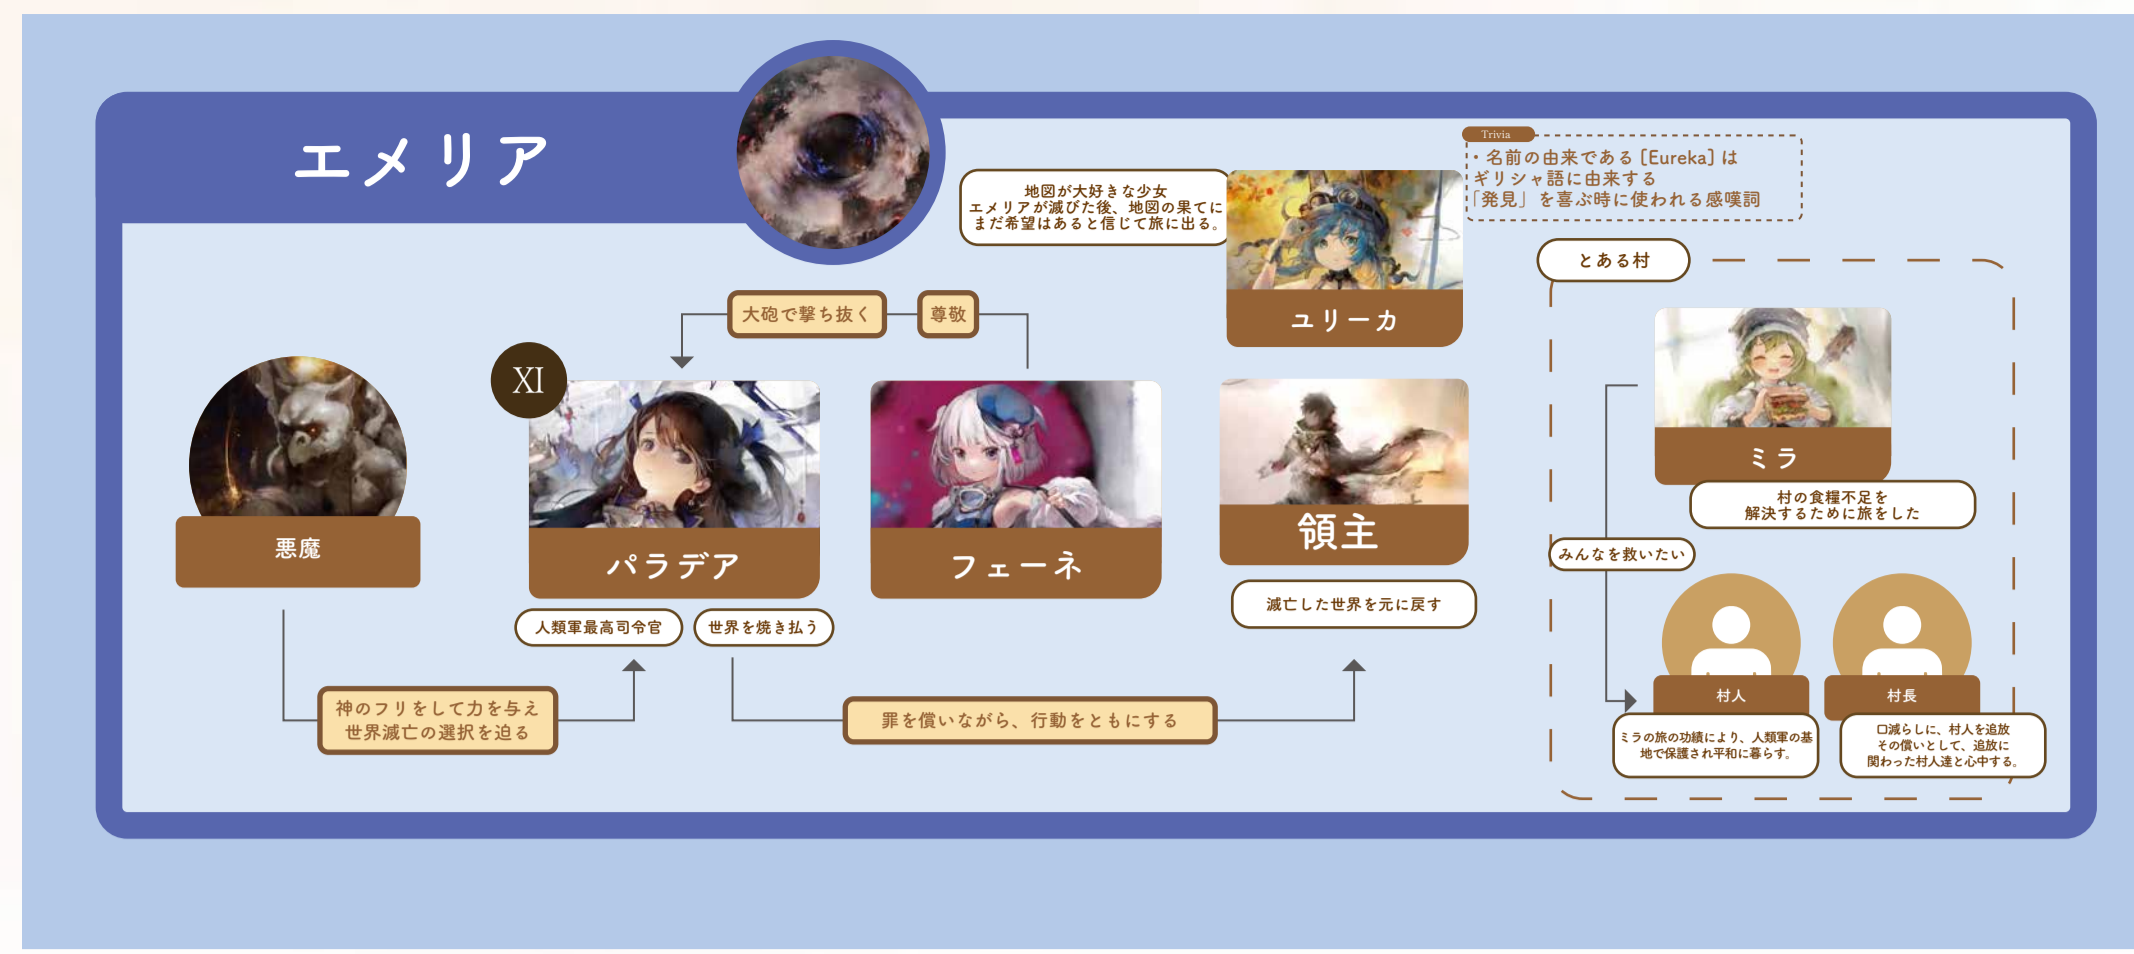 エメリア
地図が大好きな少女
エメリアが滅びた後、地図の果てに
まだ希望はあると信じて旅に出る。
ユリーカ
Trivia
・名前の由来である［Eureka］は
ギリシャ語に由来する
「発見」を喜ぶ時に使われる感嘆詞
大砲で撃ち抜く
尊敬
悪魔
XI
パラデア
人類軍最高司令官
世界を焼き払う
フェーネ
領主
滅亡した世界を元に戻す
神のフリをして力を与え
世界滅亡の選択を迫る
罪を償いながら、行動をともにする
とある村
ミラ
村の食糧不足を
解決するために旅をした
みんなを救いたい
村人
ミラの旅の功績により、人類軍の基
地で保護され平和に暮らす。
村長
口減らしに、村人を追放
その償いとして、追放に
関わった村人達と心中する。